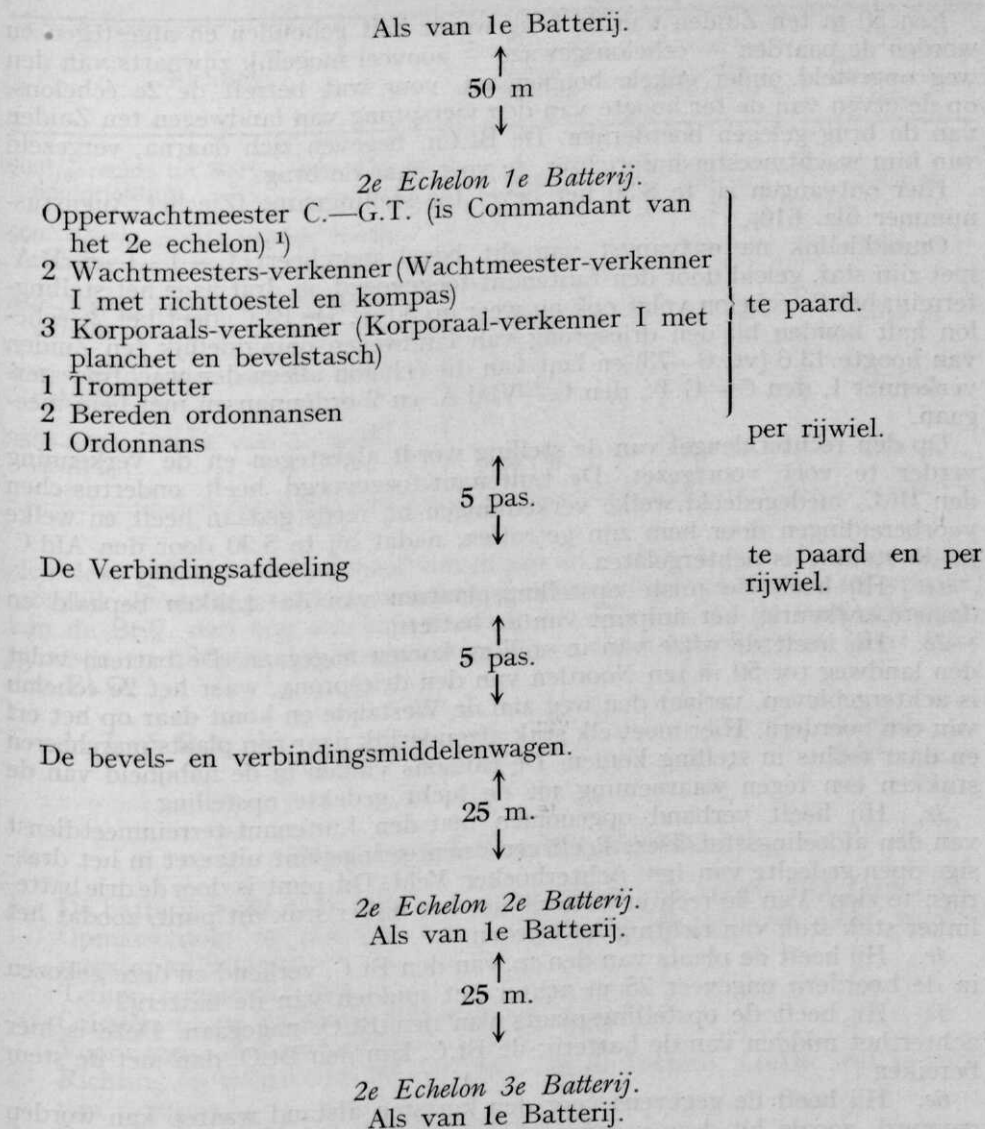 Als van 1e Batterij.
↑
50 m
↓
2e Echelon 1e Batterij.
Opperwachtmeester C.—G.T. (is Commandant van
het 2e echelon) ¹)
2 Wachtmeesters-verkenner (Wachtmeester-verkenner
I met richttoestel en kompas)
3 Korporaals-verkenner (Korporaal-verkenner I met
planchet en bevelstasch)
1 Trompetter
2 Bereden ordonnansen
te paard.
1 Ordonnans per rijwiel.
↑
5 pas.
↓
De Verbindingsafdeeling te paard en per
rijwiel.
↑
5 pas.
↓
De bevels- en verbindingsmiddelenwagen.
↑
25 m.
↓
2e Echelon 2e Batterij.
Als van 1e Batterij.
↑
25 m.
↓
2e Echelon 3e Batterij.
Als van 1e Batterij.